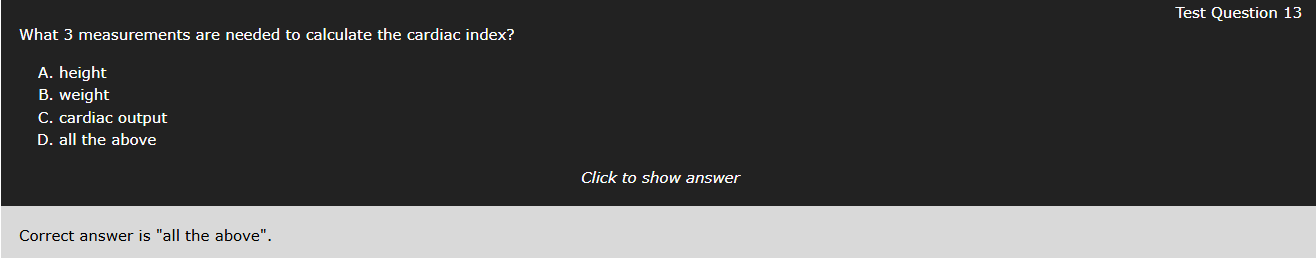 Test Question 13
What 3 measurements are needed to calculate the cardiac index?
A. height
B. weight
C. cardiac output
D. all the above
Click to show answer
Correct answer is "all the above".